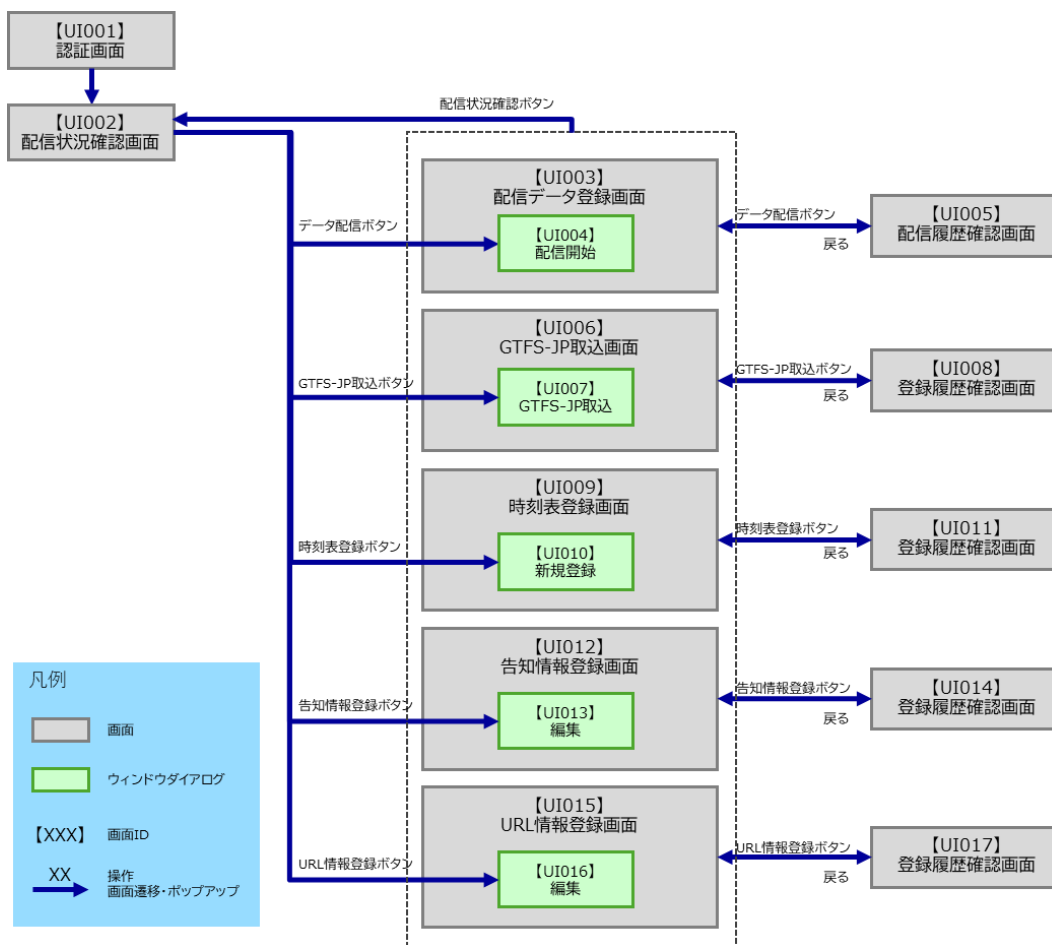 【UI001】
認証画面
【UI002】
配信状況確認画面
配信状況確認ボタン
【UI003】
配信データ登録画面
データ配信ボタン
【UI004】
配信開始
データ配信ボタン
戻る
【UI005】
配信履歴確認画面
【UI006】
GTFS-JP取込画面
GTFS-JP取込ボタン
【UI007】
GTFS-JP取込
GTFS-JP取込ボタン
戻る
【UI008】
登録履歴確認画面
【UI009】
時刻表登録画面
時刻表登録ボタン
【UI010】
新規登録
時刻表登録ボタン
戻る
【UI011】
登録履歴確認画面
【UI012】
告知情報登録画面
告知情報登録ボタン
【UI013】
編集
告知情報登録ボタン
戻る
【UI014】
登録履歴確認画面
【UI015】
URL情報登録画面
URL情報登録ボタン
【UI016】
編集
URL情報登録ボタン
戻る
【UI017】
登録履歴確認画面
凡例
画面
ウィンドウダイアログ
【XXX】 画面ID
XX 操作
画面遷移・ポップアップ